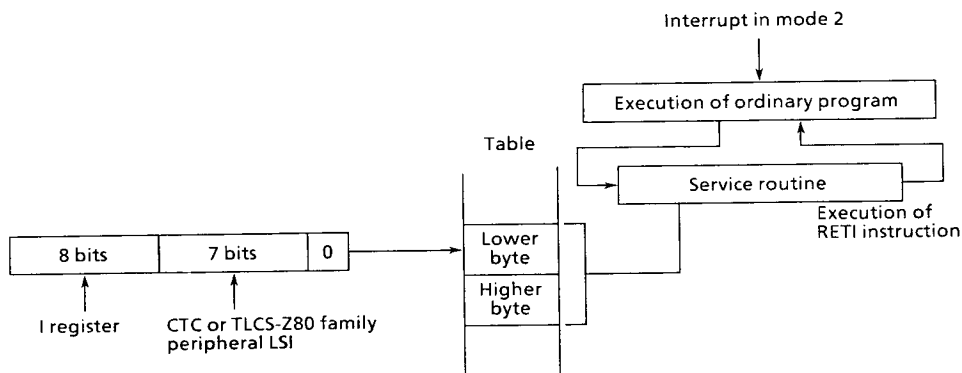 Interrupt in mode 2
Execution of ordinary program
Table
Service routine
Execution of
RETI instruction
Lower
byte
8 bits
7 bits
0
Higher
byte
I register
CTC or TLCS-Z80 family
peripheral LSI